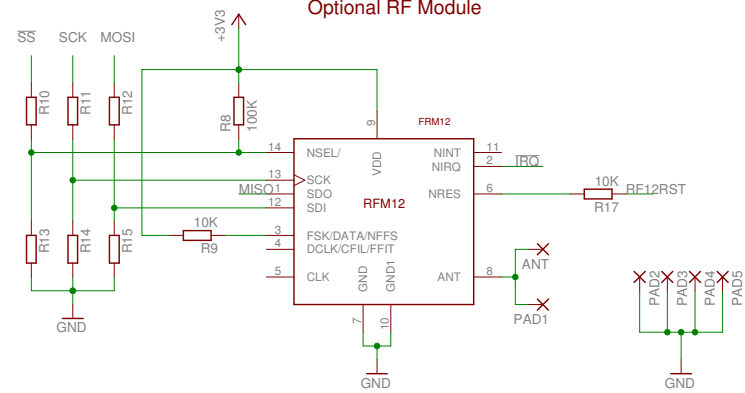 Optional RF Module
+3V3
SS SCK MOSI
R10 R11 R12
R8 100K
FRM12
9
14 NSEL/ VDD NINT 11
NIRQ 2 IRQ
13 SCK
MISO 1 SDO NRES 6 10K RF12RST
12 SDI RFM12
R17
10K
3 FSK/DATA/NFFS
R9 4 DCLK/CFIL/FFIT
R13 R14 R15
5 CLK GND GND1 ANT 8
ANT
PAD1
PAD2 PAD3 PAD4 PAD5
7 10
GND
GND
GND